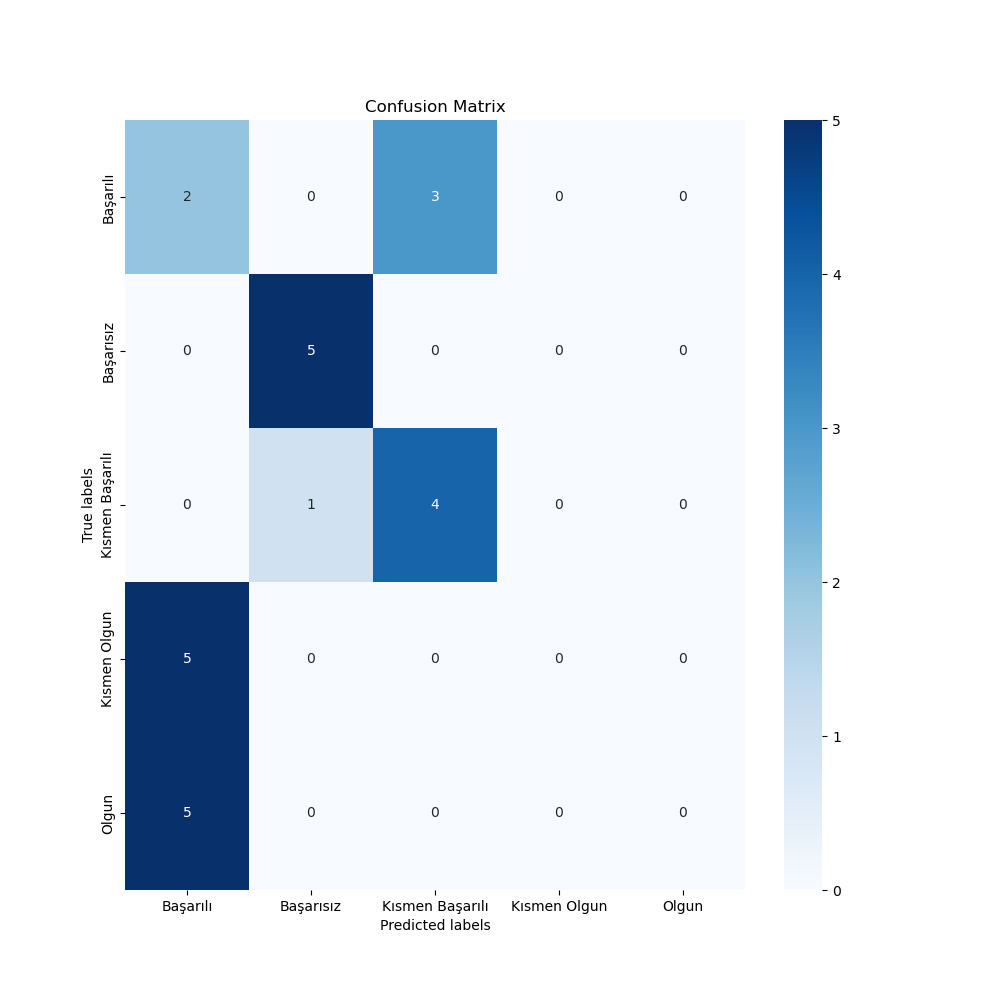 Confusion Matrix
True labels
Başarılı
2 0 3 0 0
Başarısız
0 5 0 0 0
Kısmen Başarılı
0 1 4 0 0
Kısmen Olgun
5 0 0 0 0
Olgun
5 0 0 0 0
Başarılı Başarısız Kısmen Başarılı Kısmen Olgun Olgun
Predicted labels
5
4
3
2
1
0